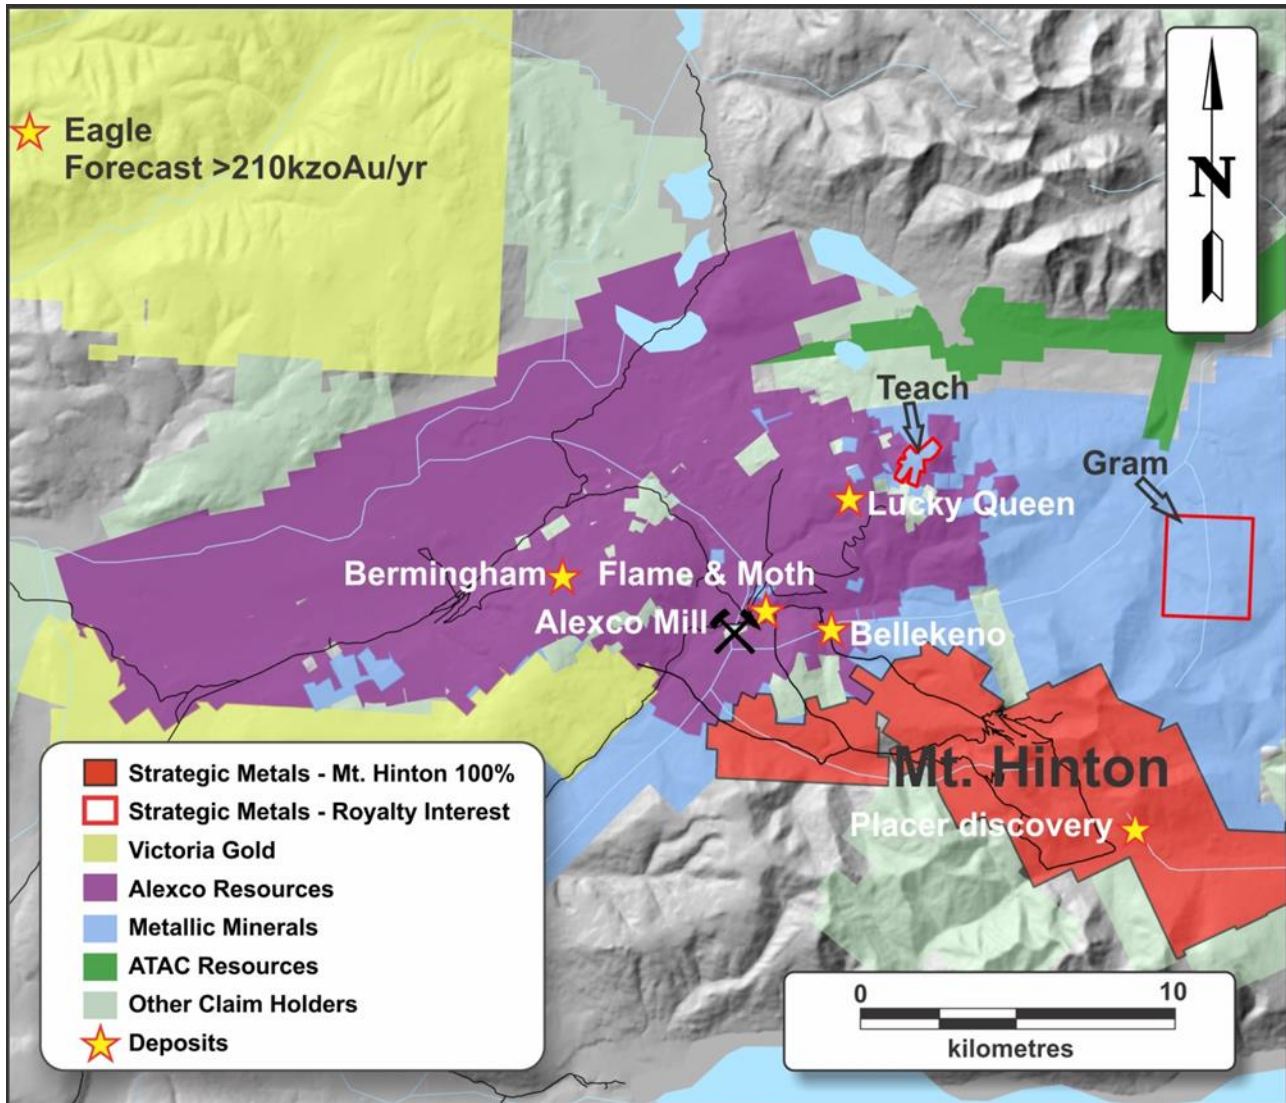 Eagle
Forecast >210kzoAu/yr
N
Teach
Gram
Lucky Queen
Bermingham
Flame & Moth
Alexco Mill
Bellekeno
Mt. Hinton
Placer discovery
Strategic Metals - Mt. Hinton 100%
Strategic Metals - Royalty Interest
Victoria Gold
Alexco Resources
Metallic Minerals
ATAC Resources
Other Claim Holders
Deposits
0 10
kilometres